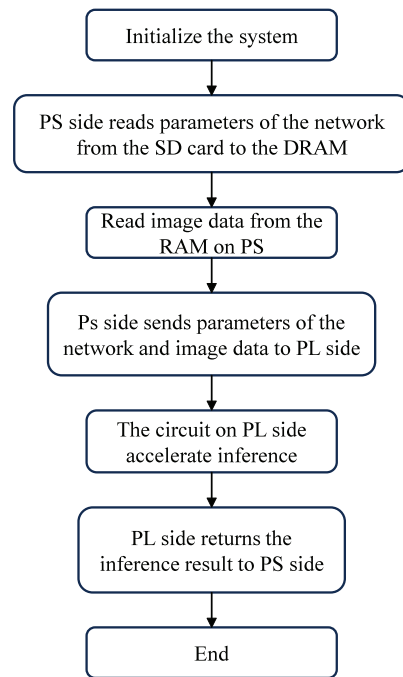 Initialize the system
PS side reads parameters of the network
from the SD card to the DRAM
Read image data from the
RAM on PS
Ps side sends parameters of the
network and image data to PL side
The circuit on PL side
accelerate inference
PL side returns the
inference result to PS side
End